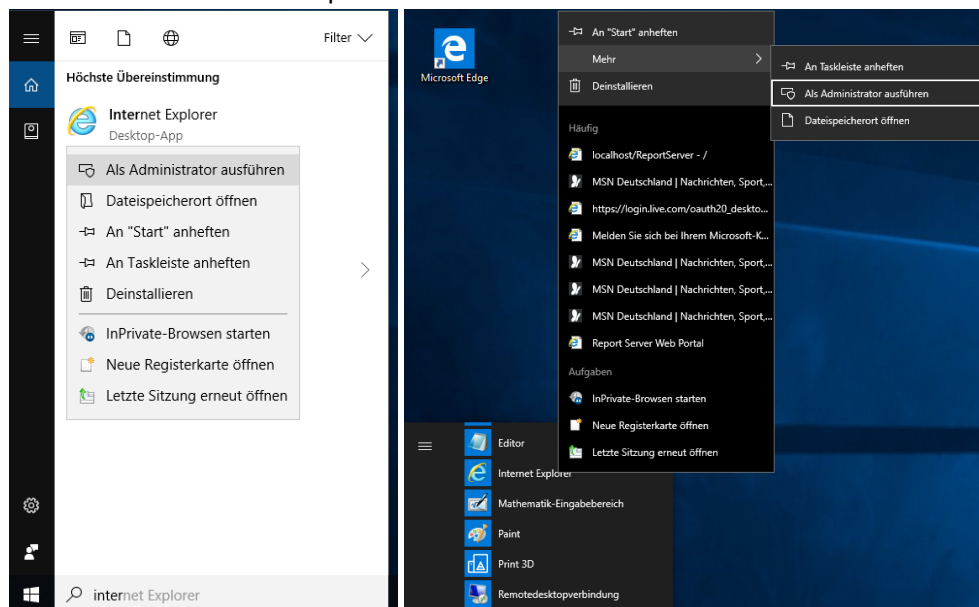 Filter
Höchste Übereinstimmung
Internet Explorer
Desktop-App
Als Administrator ausführen
Dateispeicherort öffnen
An "Start" anheften
An Taskleiste anheften
Deinstallieren
InPrivate-Browsen starten
Neue Registerkarte öffnen
Letzte Sitzung erneut öffnen
internet Explorer
Microsoft Edge
An "Start" anheften
Mehr
Deinstallieren
An Taskleiste anheften
Als Administrator ausführen
Dateispeicherort öffnen
Häufig
localhost/ReportServer - /
MSN Deutschland | Nachrichten, Sport,...
https://login.live.com/oauth20_deskto...
Melden Sie sich bei Ihrem Microsoft-K...
MSN Deutschland | Nachrichten, Sport,...
MSN Deutschland | Nachrichten, Sport,...
MSN Deutschland | Nachrichten, Sport,...
Report Server Web Portal
Aufgaben
InPrivate-Browsen starten
Neue Registerkarte öffnen
Letzte Sitzung erneut öffnen
Editor
Internet Explorer
Mathematik-Eingabebereich
Paint
Print 3D
Remotedesktopverbindung